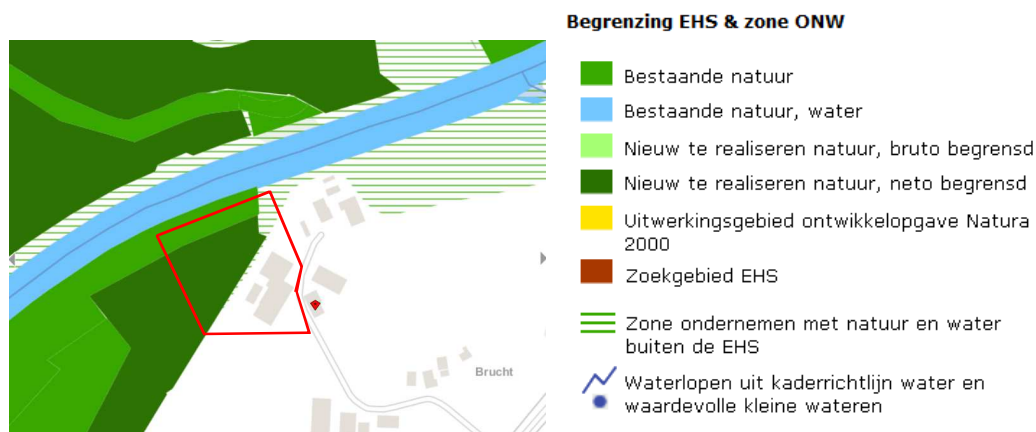 Begrenzing EHS & zone ONW
Bestaande natuur
Bestaande natuur, water
Nieuw te realiseren natuur, bruto begrensd
Nieuw te realiseren natuur, neto begrensd
Uitwerkingsgebied ontwikkelopgave Natura
2000
Zoekgebied EHS
Zone ondernemen met natuur en water
buiten de EHS
Waterlopen uit kaderrichtlijn water en
waardevolle kleine wateren
Brucht